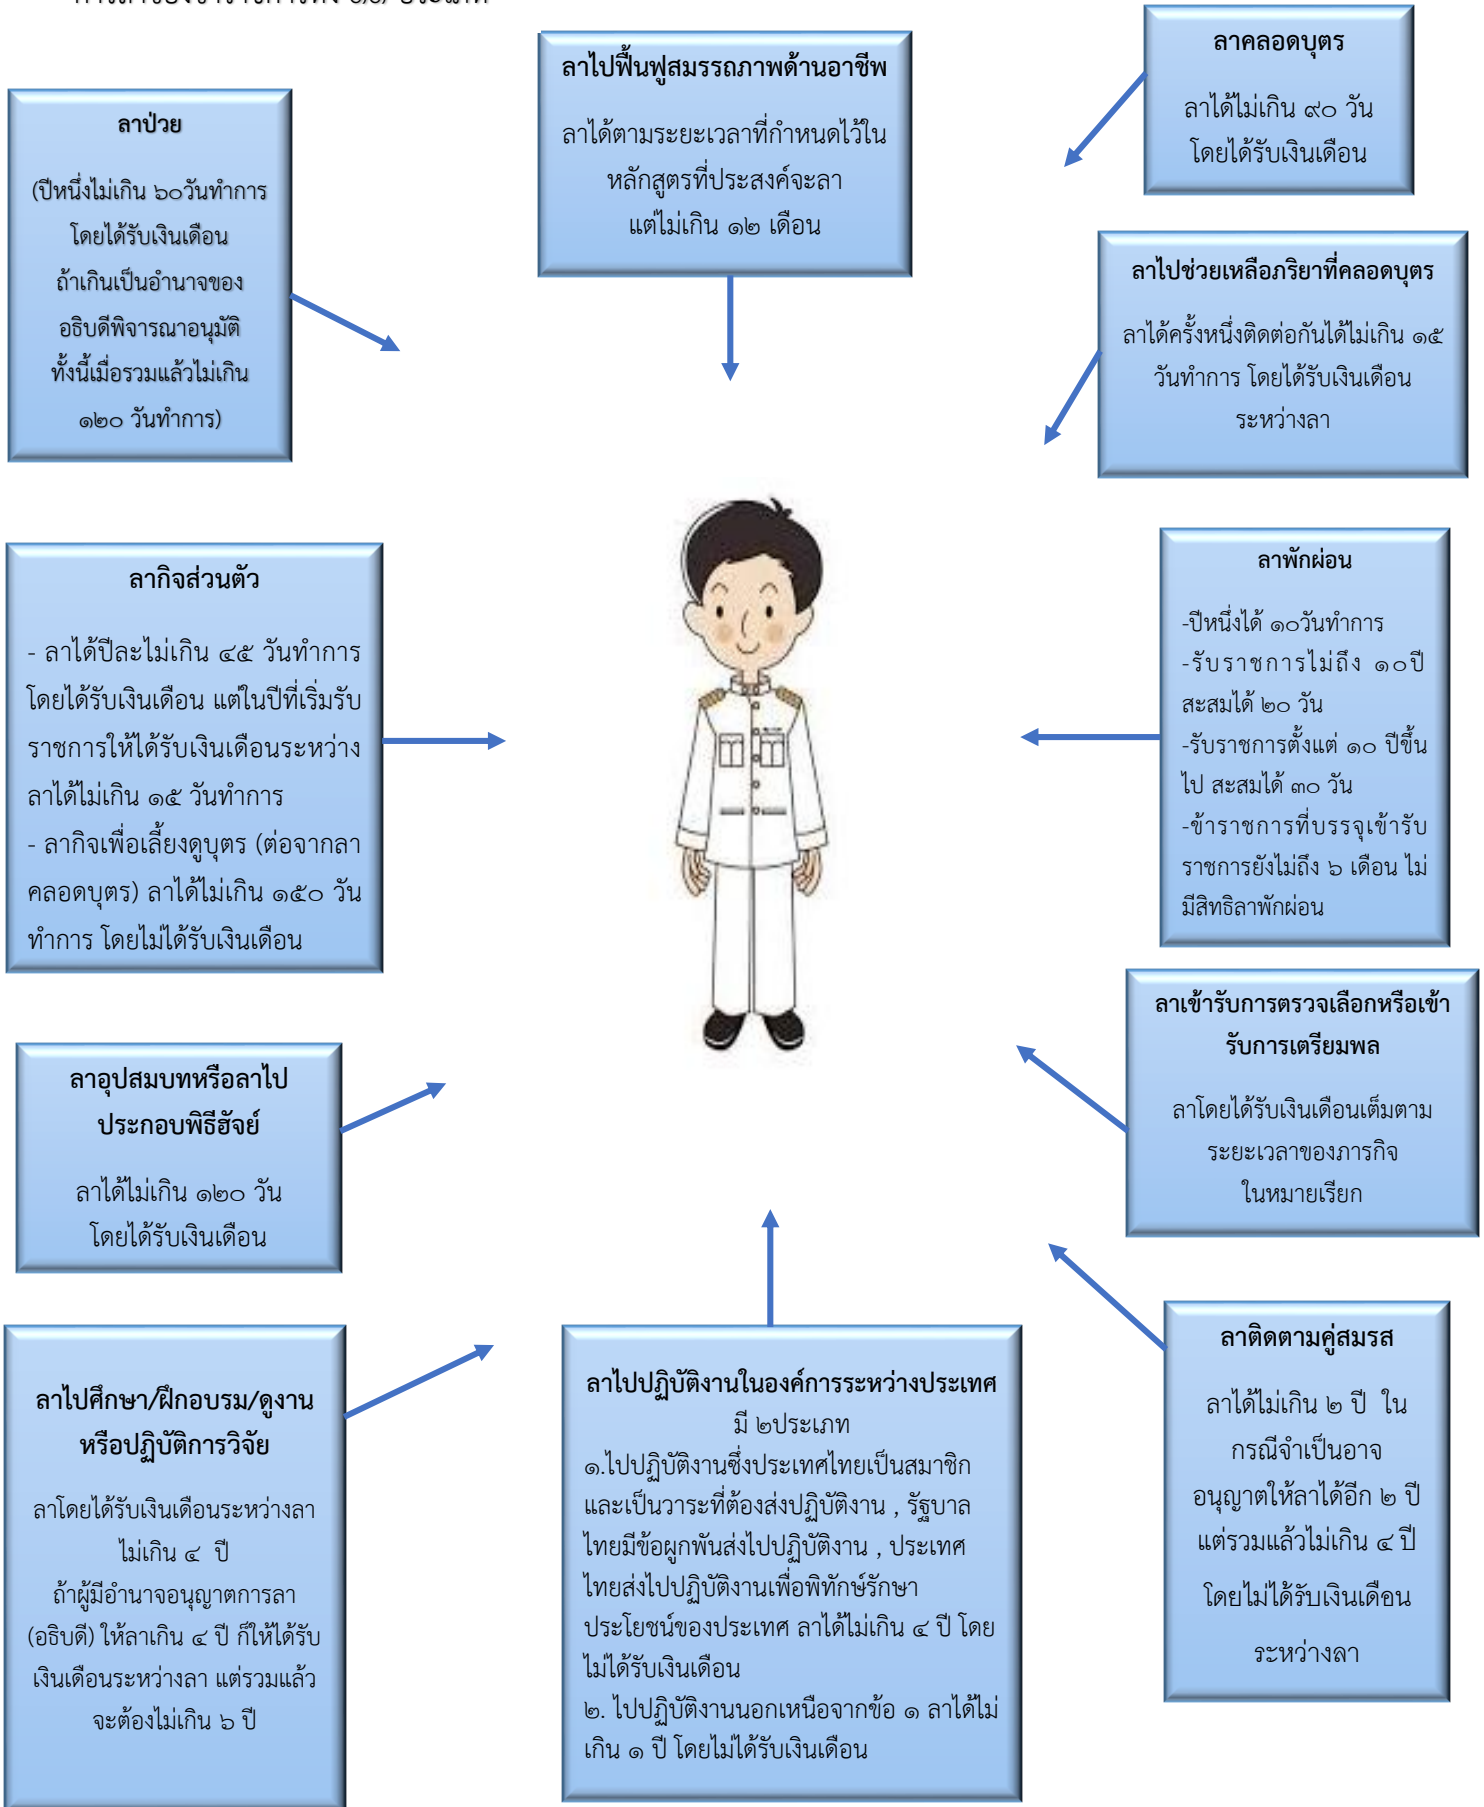 ลาไปฟื้นฟูสมรรถภาพด้านอาชีพ
ลาได้ตามระยะเวลาที่กำหนดไว้ใน
หลักสูตรที่ประสงค์จะลา
แต่ไม่เกิน ๑๒ เดือน
ลาคลอดบุตร
ลาได้ไม่เกิน ๙๐ วัน
โดยได้รับเงินเดือน
ลาป่วย
(ปีหนึ่งไม่เกิน ๖๐วันทำการ
โดยได้รับเงินเดือน
ถ้าเกินเป็นอำนาจของ
อธิบดีพิจารณาอนุมัติ
ทั้งนี้เมื่อรวมแล้วไม่เกิน
๑๒๐ วันทำการ)
ลาไปช่วยเหลือภริยาที่คลอดบุตร
ลาได้ครั้งหนึ่งติดต่อกันได้ไม่เกิน ๑๕
วันทำการ โดยได้รับเงินเดือน
ระหว่างลา
ลากิจส่วนตัว
- ลาได้ปีละไม่เกิน ๔๕ วันทำการ
โดยได้รับเงินเดือน แต่ในปีที่เริ่มรับ
ราชการให้ได้รับเงินเดือนระหว่าง
ลาได้ไม่เกิน ๑๕ วันทำการ
- ลากิจเพื่อเลี้ยงดูบุตร (ต่อจากลา
คลอดบุตร) ลาได้ไม่เกิน ๑๕๐ วัน
ทำการ โดยไม่ได้รับเงินเดือน
ลาพักผ่อน
-ปีหนึ่งได้ ๑๐วันทำการ
-รับราชการไม่ถึง ๑๐ปี
สะสมได้ ๒๐ วัน
-รับราชการตั้งแต่ ๑๐ ปีขึ้น
ไป สะสมได้ ๓๐ วัน
-ข้าราชการที่บรรจุเข้ารับ
ราชการยังไม่ถึง ๖ เดือน ไม่
มีสิทธิลาพักผ่อน
ลาอุปสมบทหรือลาไป
ประกอบพิธีฮัจย์
ลาได้ไม่เกิน ๑๒๐ วัน
โดยได้รับเงินเดือน
ลาเข้ารับการตรวจเลือกหรือเข้า
รับการเตรียมพล
ลาโดยได้รับเงินเดือนเต็มตาม
ระยะเวลาของภารกิจ
ในหมายเรียก
ลาไปศึกษา/ฝึกอบรม/ดูงาน
หรือปฏิบัติการวิจัย
ลาโดยได้รับเงินเดือนระหว่างลา
ไม่เกิน ๔ ปี
ถ้าผู้มีอำนาจอนุญาตการลา
(อธิบดี) ให้ลาเกิน ๔ ปี ก็ให้ได้รับ
เงินเดือนระหว่างลา แต่รวมแล้ว
จะต้องไม่เกิน ๖ ปี
ลาไปปฏิบัติงานในองค์การระหว่างประเทศ
มี ๒ประเภท
๑.ไปปฏิบัติงานซึ่งประเทศไทยเป็นสมาชิก
และเป็นวาระที่ต้องส่งปฏิบัติงาน , รัฐบาล
ไทยมีข้อผูกพันส่งไปปฏิบัติงาน , ประเทศ
ไทยส่งไปปฏิบัติงานเพื่อพิทักษ์รักษา
ประโยชน์ของประเทศ ลาได้ไม่เกิน ๔ ปี โดย
ไม่ได้รับเงินเดือน
๒. ไปปฏิบัติงานนอกเหนือจากข้อ ๑ ลาได้ไม่
เกิน ๑ ปี โดยไม่ได้รับเงินเดือน
ลาติดตามคู่สมรส
ลาได้ไม่เกิน ๒ ปี ใน
กรณีจำเป็นอาจ
อนุญาตให้ลาได้อีก ๒ ปี
แต่รวมแล้วไม่เกิน ๔ ปี
โดยไม่ได้รับเงินเดือน
ระหว่างลา